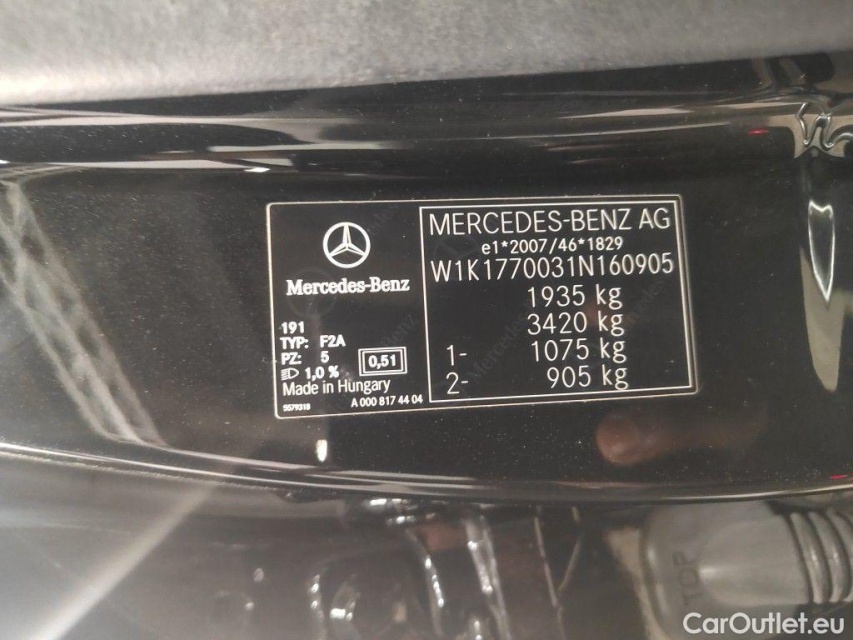 MERCEDES-BENZ AG
e1*2007/46*1829
W1K1770031N160905
1935 kg
3420 kg
1- 1075 kg
2- 905 kg
Mercedes-Benz
191
TYP: F2A
PZ: 5
1,0 %
0,51
Made in Hungary
9579318
A 000 817 44 04
TOP
CarOutlet.eu